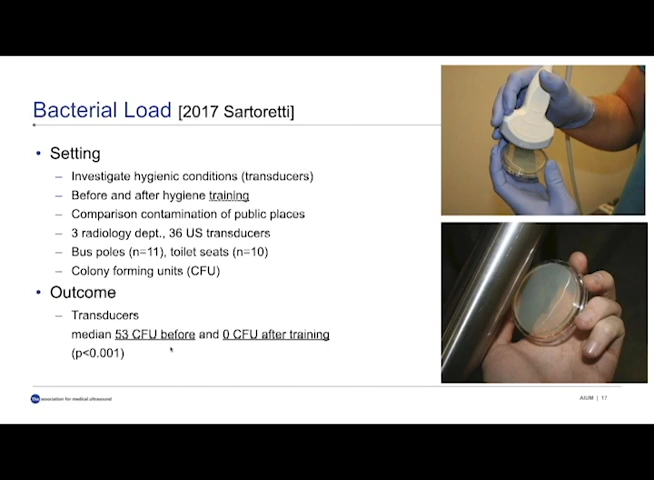 Bacterial Load [2017 Sartoretti]
• Setting
– Investigate hygienic conditions (transducers)
– Before and after hygiene training
– Comparison contamination of public places
– 3 radiology dept., 36 US transducers
– Bus poles (n=11), toilet seats (n=10)
– Colony forming units (CFU)
• Outcome
– Transducers
median 53 CFU before and 0 CFU after training
(p<0.001)
association for medical ultrasound
AIUM | 17